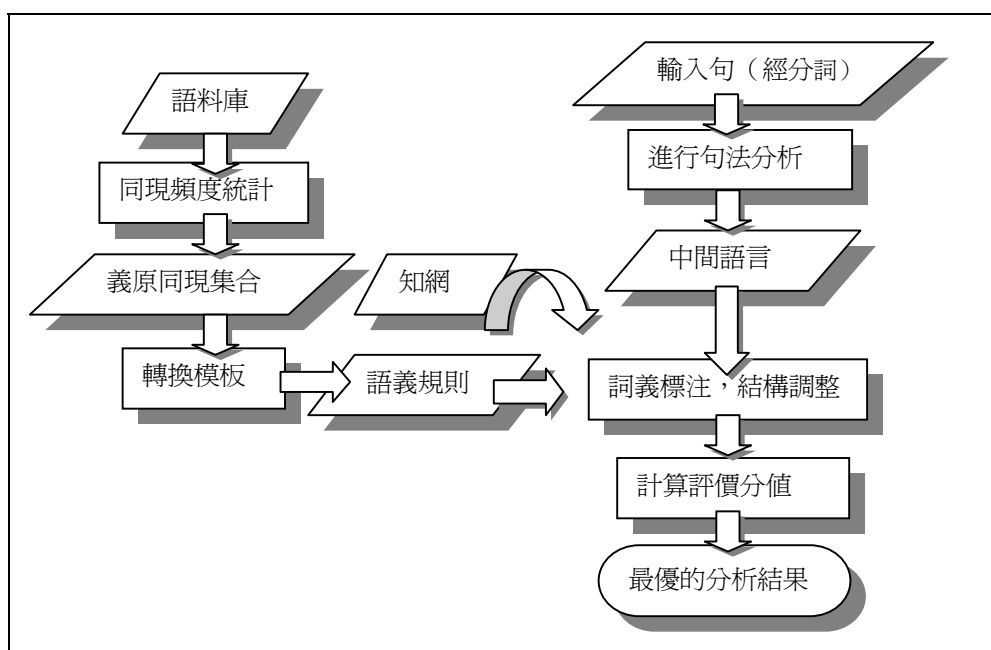 語料庫
同現頻度統計
義原同現集合
轉換模板
知網
語義規則
輸入句（經分詞）
進行句法分析
中間語言
詞義標注，結構調整
計算評價分值
最優的分析結果